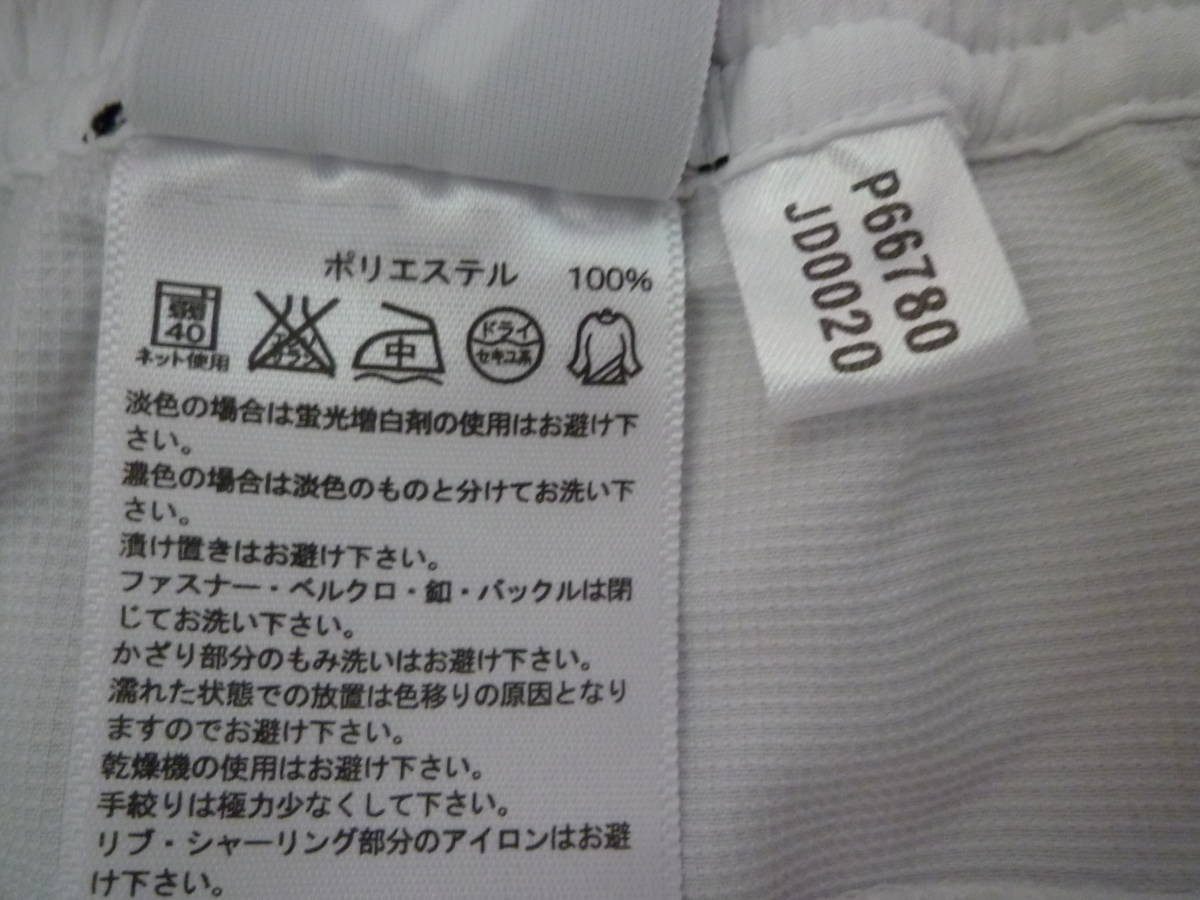 ポリエステル 100%
弱
40
ネット使用
エンソ
サラシ
中
ドライ
セキユ系
淡色の場合は蛍光増白剤の使用はお避け下
さい。
濃色の場合は淡色のものと分けてお洗い下
さい。
漬け置きはお避け下さい。
ファスナー・ベルクロ・釦・バックルは閉
じてお洗い下さい。
かざり部分のもみ洗いはお避け下さい。
濡れた状態での放置は色移りの原因となり
ますのでお避け下さい。
乾燥機の使用はお避け下さい。
手絞りは極力少なくして下さい。
リブ・シャーリング部分のアイロンはお避
け下さい。
P66780
JD0020